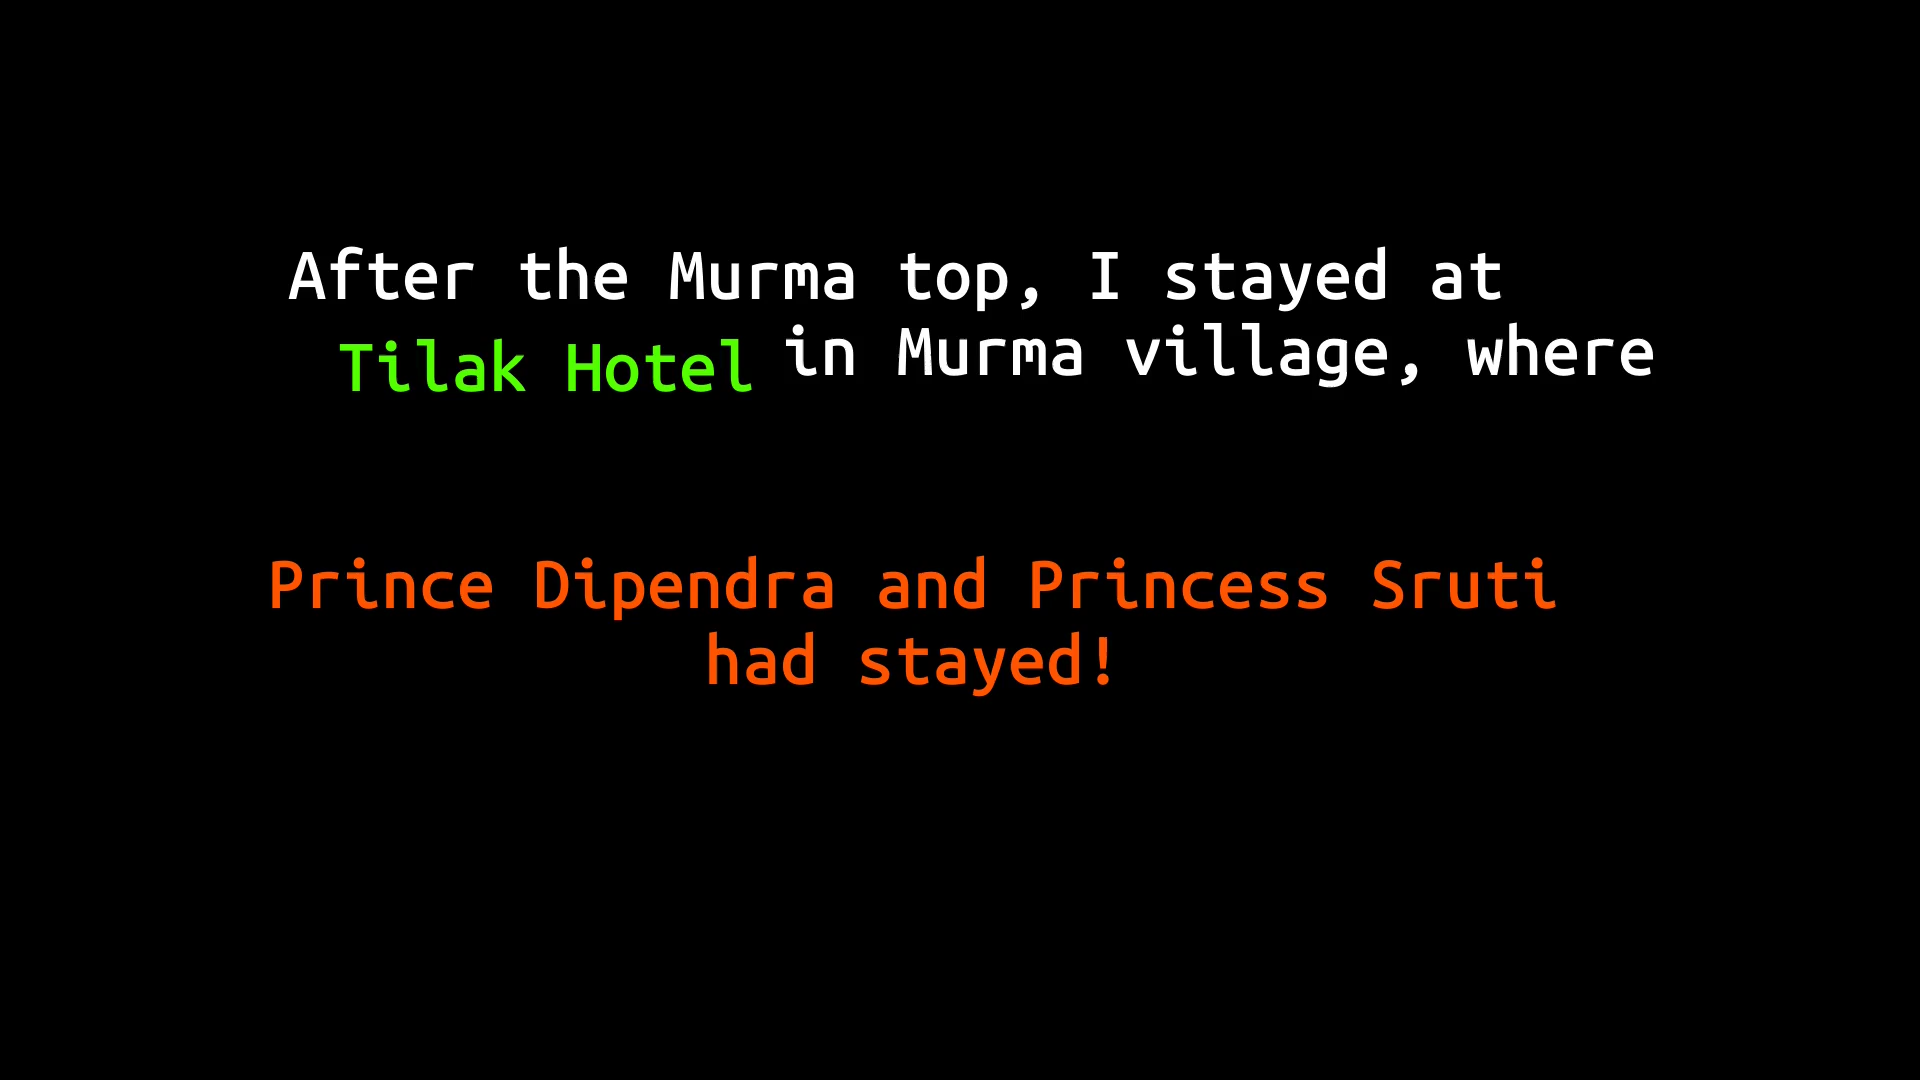 After the Murma top, I stayed at
Tilak Hotel in Murma village, where
Prince Dipendra and Princess Sruti
had stayed!